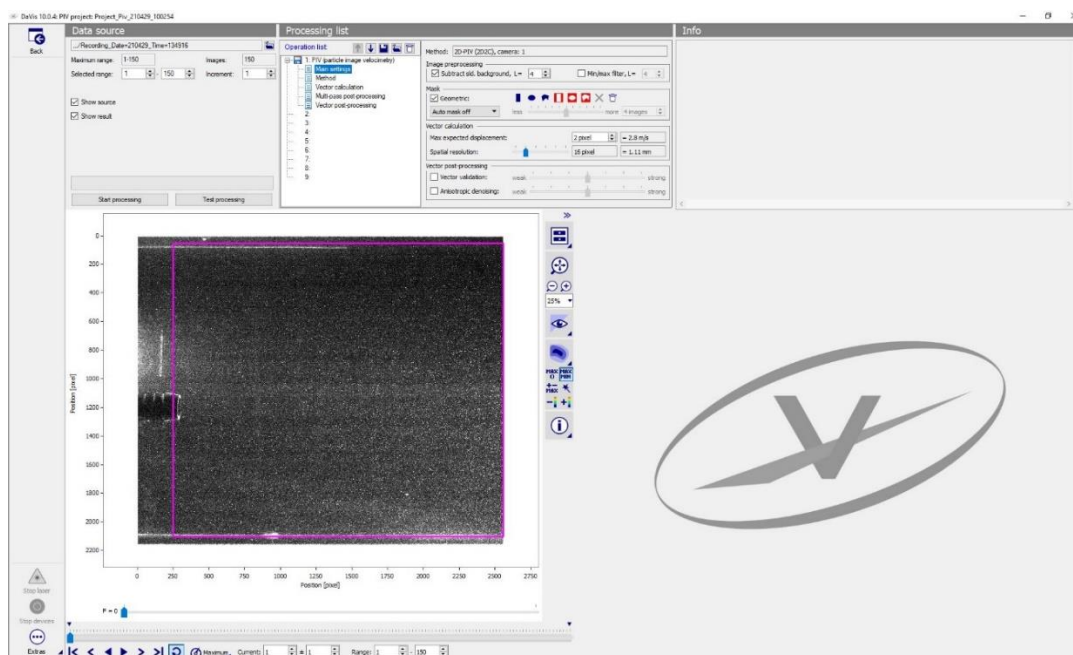 DaVis 10.0.4: PIV project: Project_Piv_210429_100254
Back
Data source
.../Recording_Date=210429_Time=134916
Maximum range: 1-150 Images: 150
Selected range: 1 - 150 Increment: 1
Show source
Show result
Start processing Test processing
Processing list
Operation list:
1: PIV (particle image velocimetry)
Main settings
Method
Vector calculation
Multi-pass post-processing
Vector post-processing
2:
3:
4:
5:
6:
7:
8:
9:
Method: 2D-PIV (2D2C), camera: 1
Image preprocessing
Subtract sld. background, L= 4 Min/max filter, L= 4
Mask
Geometric:
Auto mask off less more 4 images
Vector calculation
Max expected displacement: 2 pixel = 2.8 m/s
Spatial resolution: 16 pixel = 1.11 mm
Vector post-processing
Vector validation: weak strong
Anisotropic denoising: weak strong
Info
0
200
400
600
800
1000
1200
1400
1600
1800
2000
2200
Position [pixel]
0 250 500 750 1000 1250 1500 1750 2000 2250 2500 2750
Position [pixel]
25%
MAX 0 MAX MIN
+- MAX
F = 0
Stop laser
Stop devices
Extras
Maximum.. Current: 1 = 1 Range: 1 - 150
V